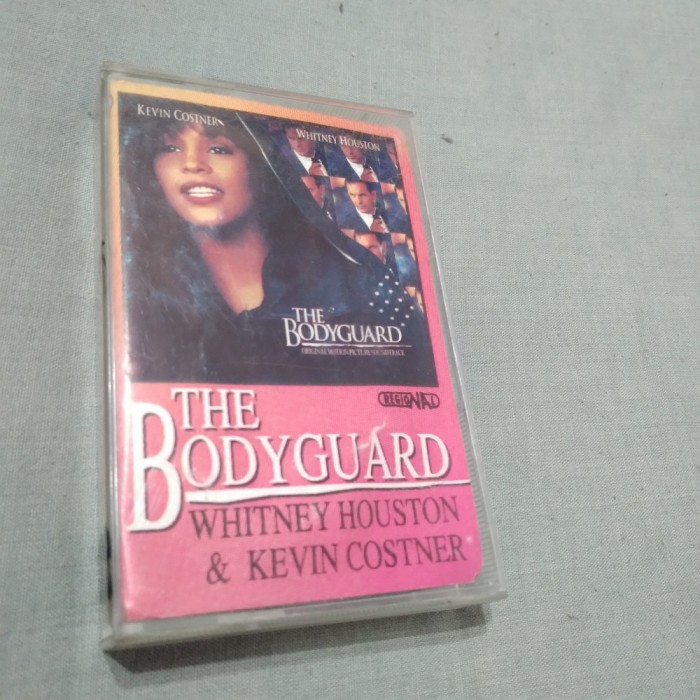 KEVIN COSTNER
WHITNEY HOUSTON
THE
BODYGUARD
ORIGINAL MOTION PICTURE SOUNDTRACK
REGIONAL
THE
BODYGUARD
WHITNEY HOUSTON
& KEVIN COSTNER